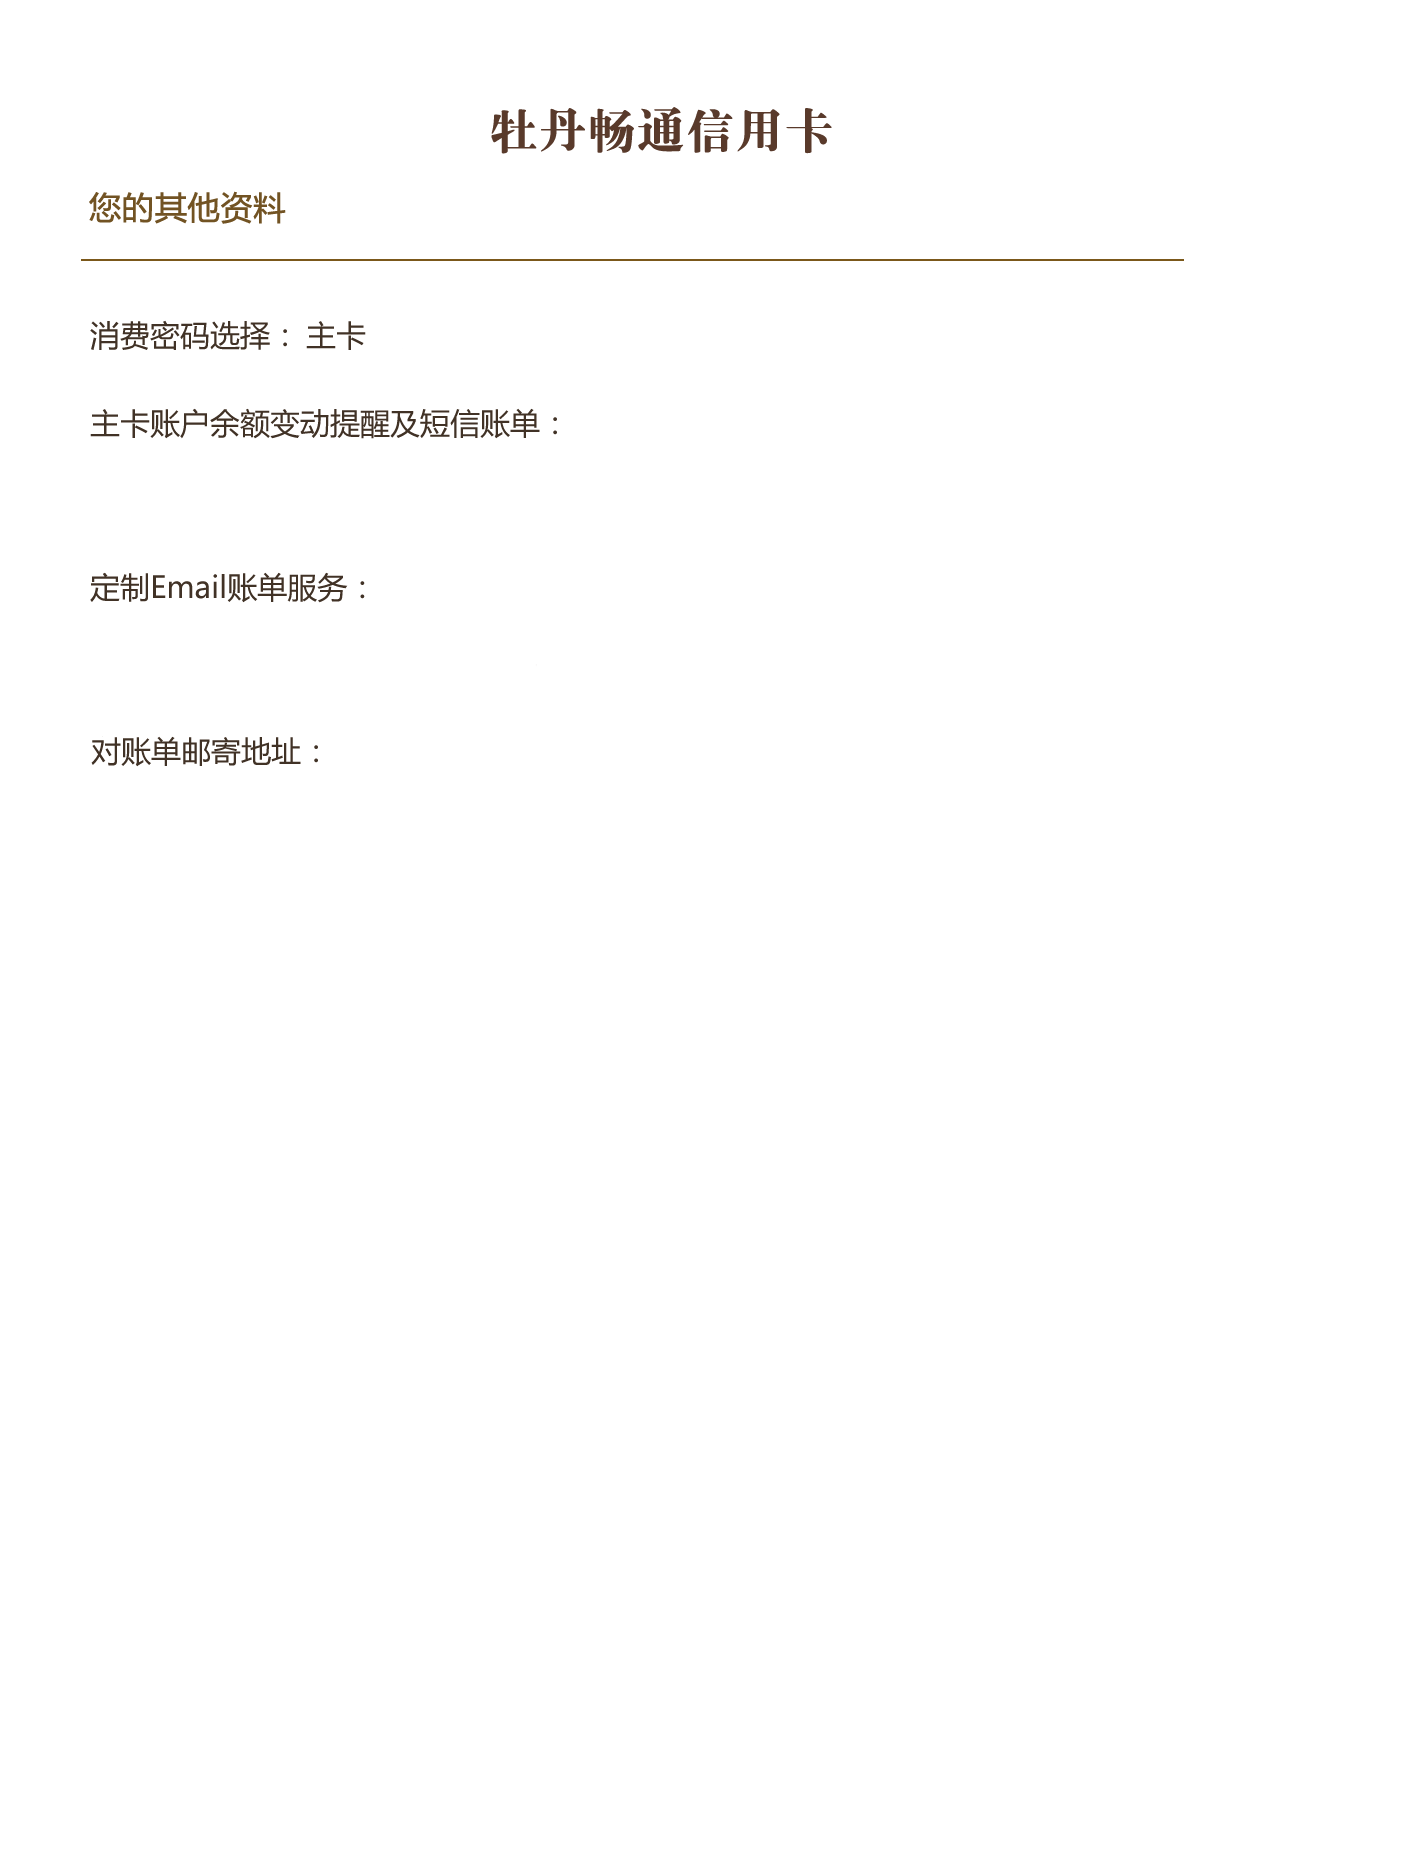 牡丹畅通信用卡
您的其他资料
消费密码选择： 主卡
主卡账户余额变动提醒及短信账单：
定制Email账单服务：
对账单邮寄地址：